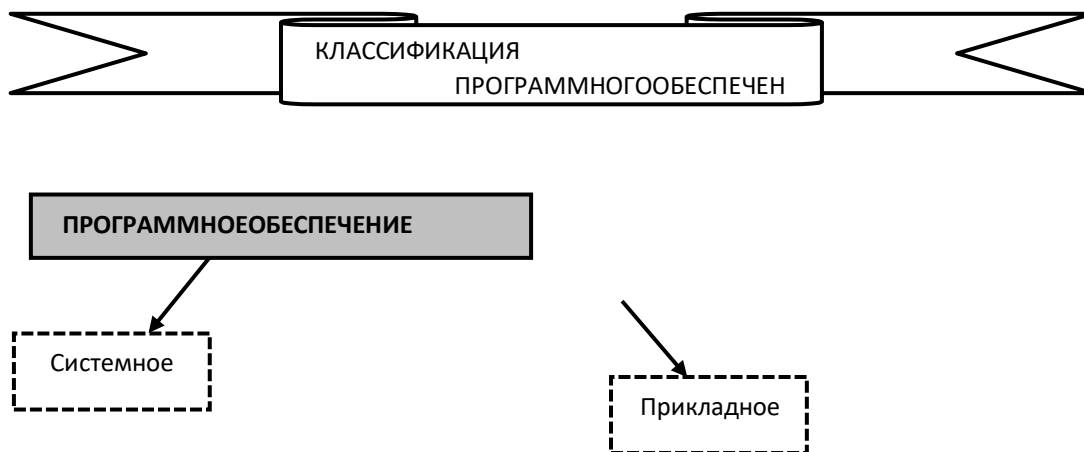 КЛАССИФИКАЦИЯ
ПРОГРАММНОГООБЕСПЕЧЕН
ПРОГРАММНОЕОБЕСПЕЧЕНИЕ
Системное
Прикладное